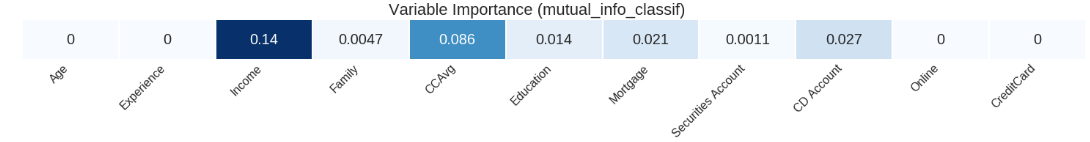 Variable Importance (mutual_info_classif)
0 0 0.14 0.0047 0.086 0.014 0.021 0.0011 0.027 0 0
Age Experience Income Family CCAvg Education Mortgage Securities Account CD Account Online CreditCard